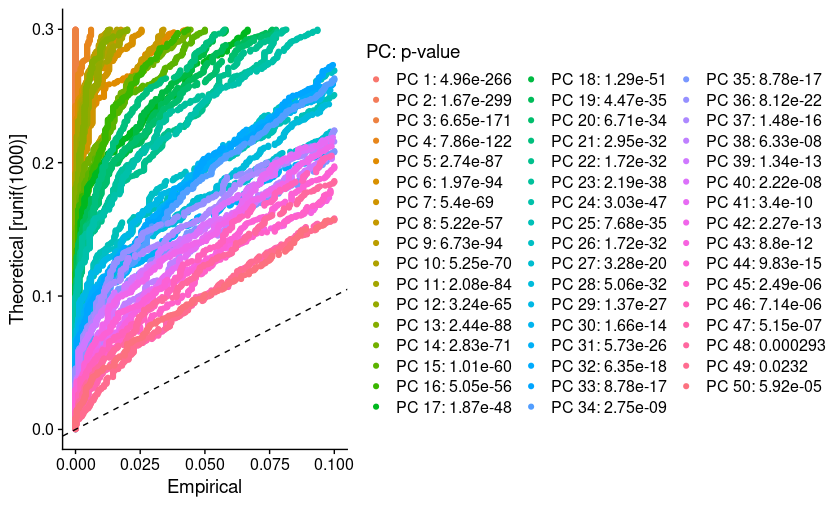 PC: p-value
PC 1: 4.96e-266
PC 2: 1.67e-299
PC 3: 6.65e-171
PC 4: 7.86e-122
PC 5: 2.74e-87
PC 6: 1.97e-94
PC 7: 5.4e-69
PC 8: 5.22e-57
PC 9: 6.73e-94
PC 10: 5.25e-70
PC 11: 2.08e-84
PC 12: 3.24e-65
PC 13: 2.44e-88
PC 14: 2.83e-71
PC 15: 1.01e-60
PC 16: 5.05e-56
PC 17: 1.87e-48
PC 18: 1.29e-51
PC 19: 4.47e-35
PC 20: 6.71e-34
PC 21: 2.95e-32
PC 22: 1.72e-32
PC 23: 2.19e-38
PC 24: 3.03e-47
PC 25: 7.68e-35
PC 26: 1.72e-32
PC 27: 3.28e-20
PC 28: 5.06e-32
PC 29: 1.37e-27
PC 30: 1.66e-14
PC 31: 5.73e-26
PC 32: 6.35e-18
PC 33: 8.78e-17
PC 34: 2.75e-09
PC 35: 8.78e-17
PC 36: 8.12e-22
PC 37: 1.48e-16
PC 38: 6.33e-08
PC 39: 1.34e-13
PC 40: 2.22e-08
PC 41: 3.4e-10
PC 42: 2.27e-13
PC 43: 8.8e-12
PC 44: 9.83e-15
PC 45: 2.49e-06
PC 46: 7.14e-06
PC 47: 5.15e-07
PC 48: 0.000293
PC 49: 0.0232
PC 50: 5.92e-05
Theoretical [runif(1000)]
0.3
0.2
0.1
0.0
0.000 0.025 0.050 0.075 0.100
Empirical